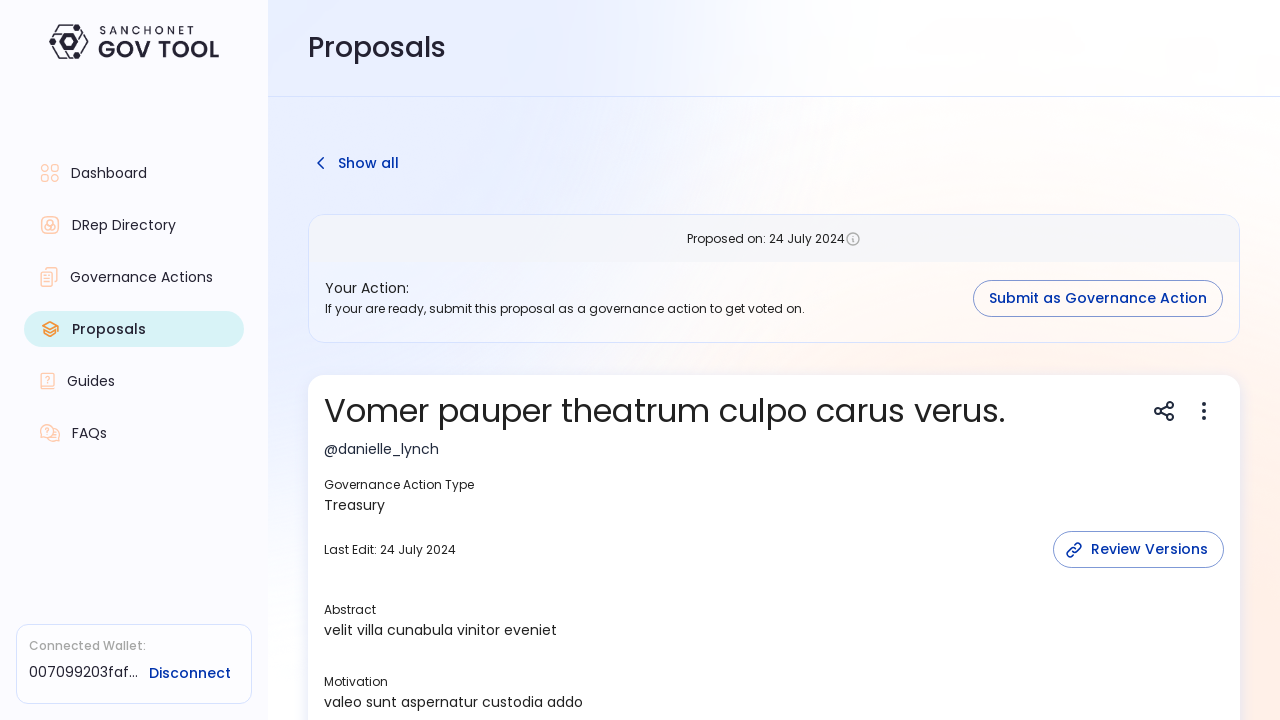 SANCHONET
GOV TOOL
Dashboard
DRep Directory
Governance Actions
Proposals
Guides
FAQs
Connected Wallet:
007099203faf...
Disconnect
Proposals
Show all
Proposed on: 24 July 2024
Your Action:
If your are ready, submit this proposal as a governance action to get voted on.
Submit as Governance Action
Vomer pauper theatrum culpo carus verus.
@danielle_lynch
Governance Action Type
Treasury
Last Edit: 24 July 2024
Review Versions
Abstract
velit villa cunabula vinitor eveniet
Motivation
valeo sunt aspernatur custodia addo